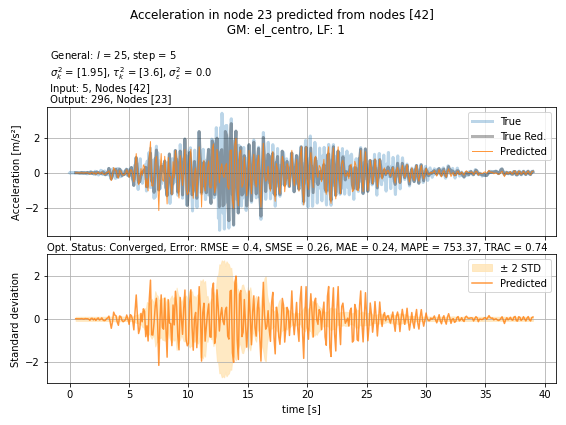 Acceleration in node 23 predicted from nodes [42]
GM: el_centro, LF: 1
General: l = 25, step = 5
σ²ₖ = [1.95], τ²ₖ = [3.6], σ²ε = 0.0
Input: 5, Nodes [42]
Output: 296, Nodes [23]
Acceleration [m/s²]
2
0
−2
True
True Red.
Predicted
Opt. Status: Converged, Error: RMSE = 0.4, SMSE = 0.26, MAE = 0.24, MAPE = 753.37, TRAC = 0.74
Standard deviation
2
0
−2
± 2 STD
Predicted
0 5 10 15 20 25 30 35 40
time [s]